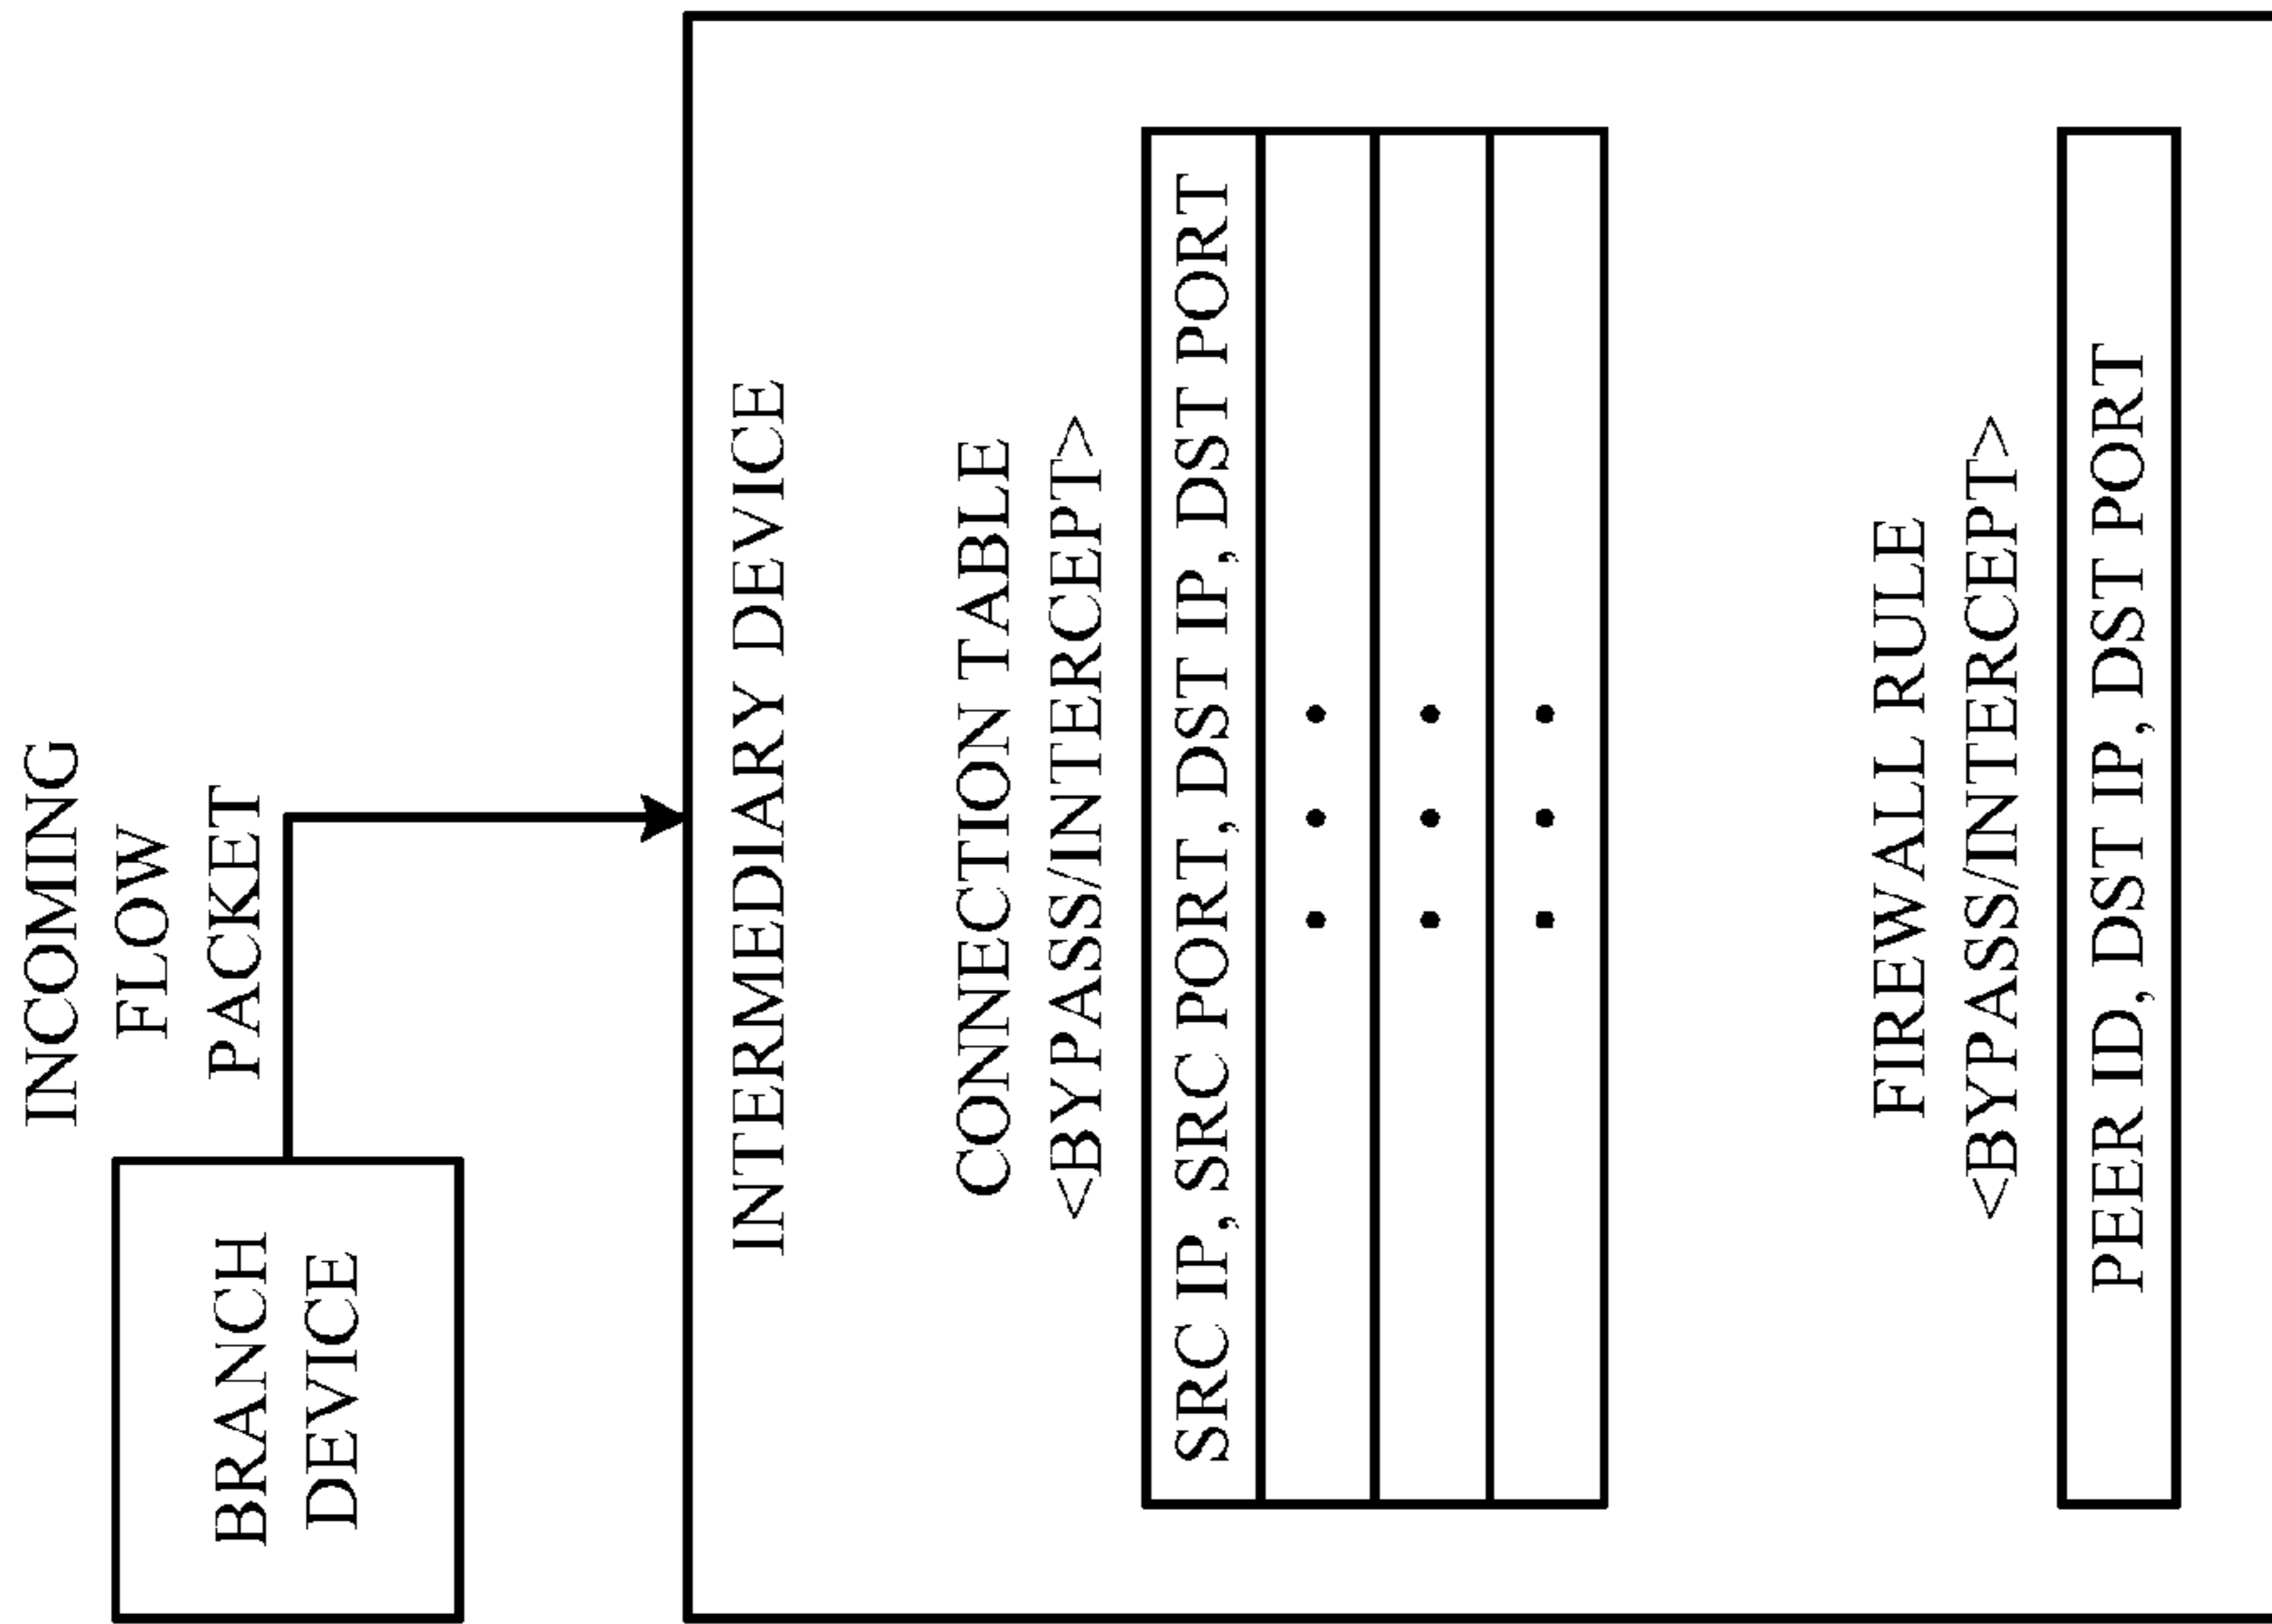 INCOMING
FLOW
PACKET
BRANCH
DEVICE
INTERMEDIARY DEVICE
CONNECTION TABLE
<BYPASS/INTERCEPT>
SRC IP, SRC PORT, DST IP, DST PORT
FIREWALL RULE
<BYPASS/INTERCEPT>
PEER ID, DST IP, DST PORT